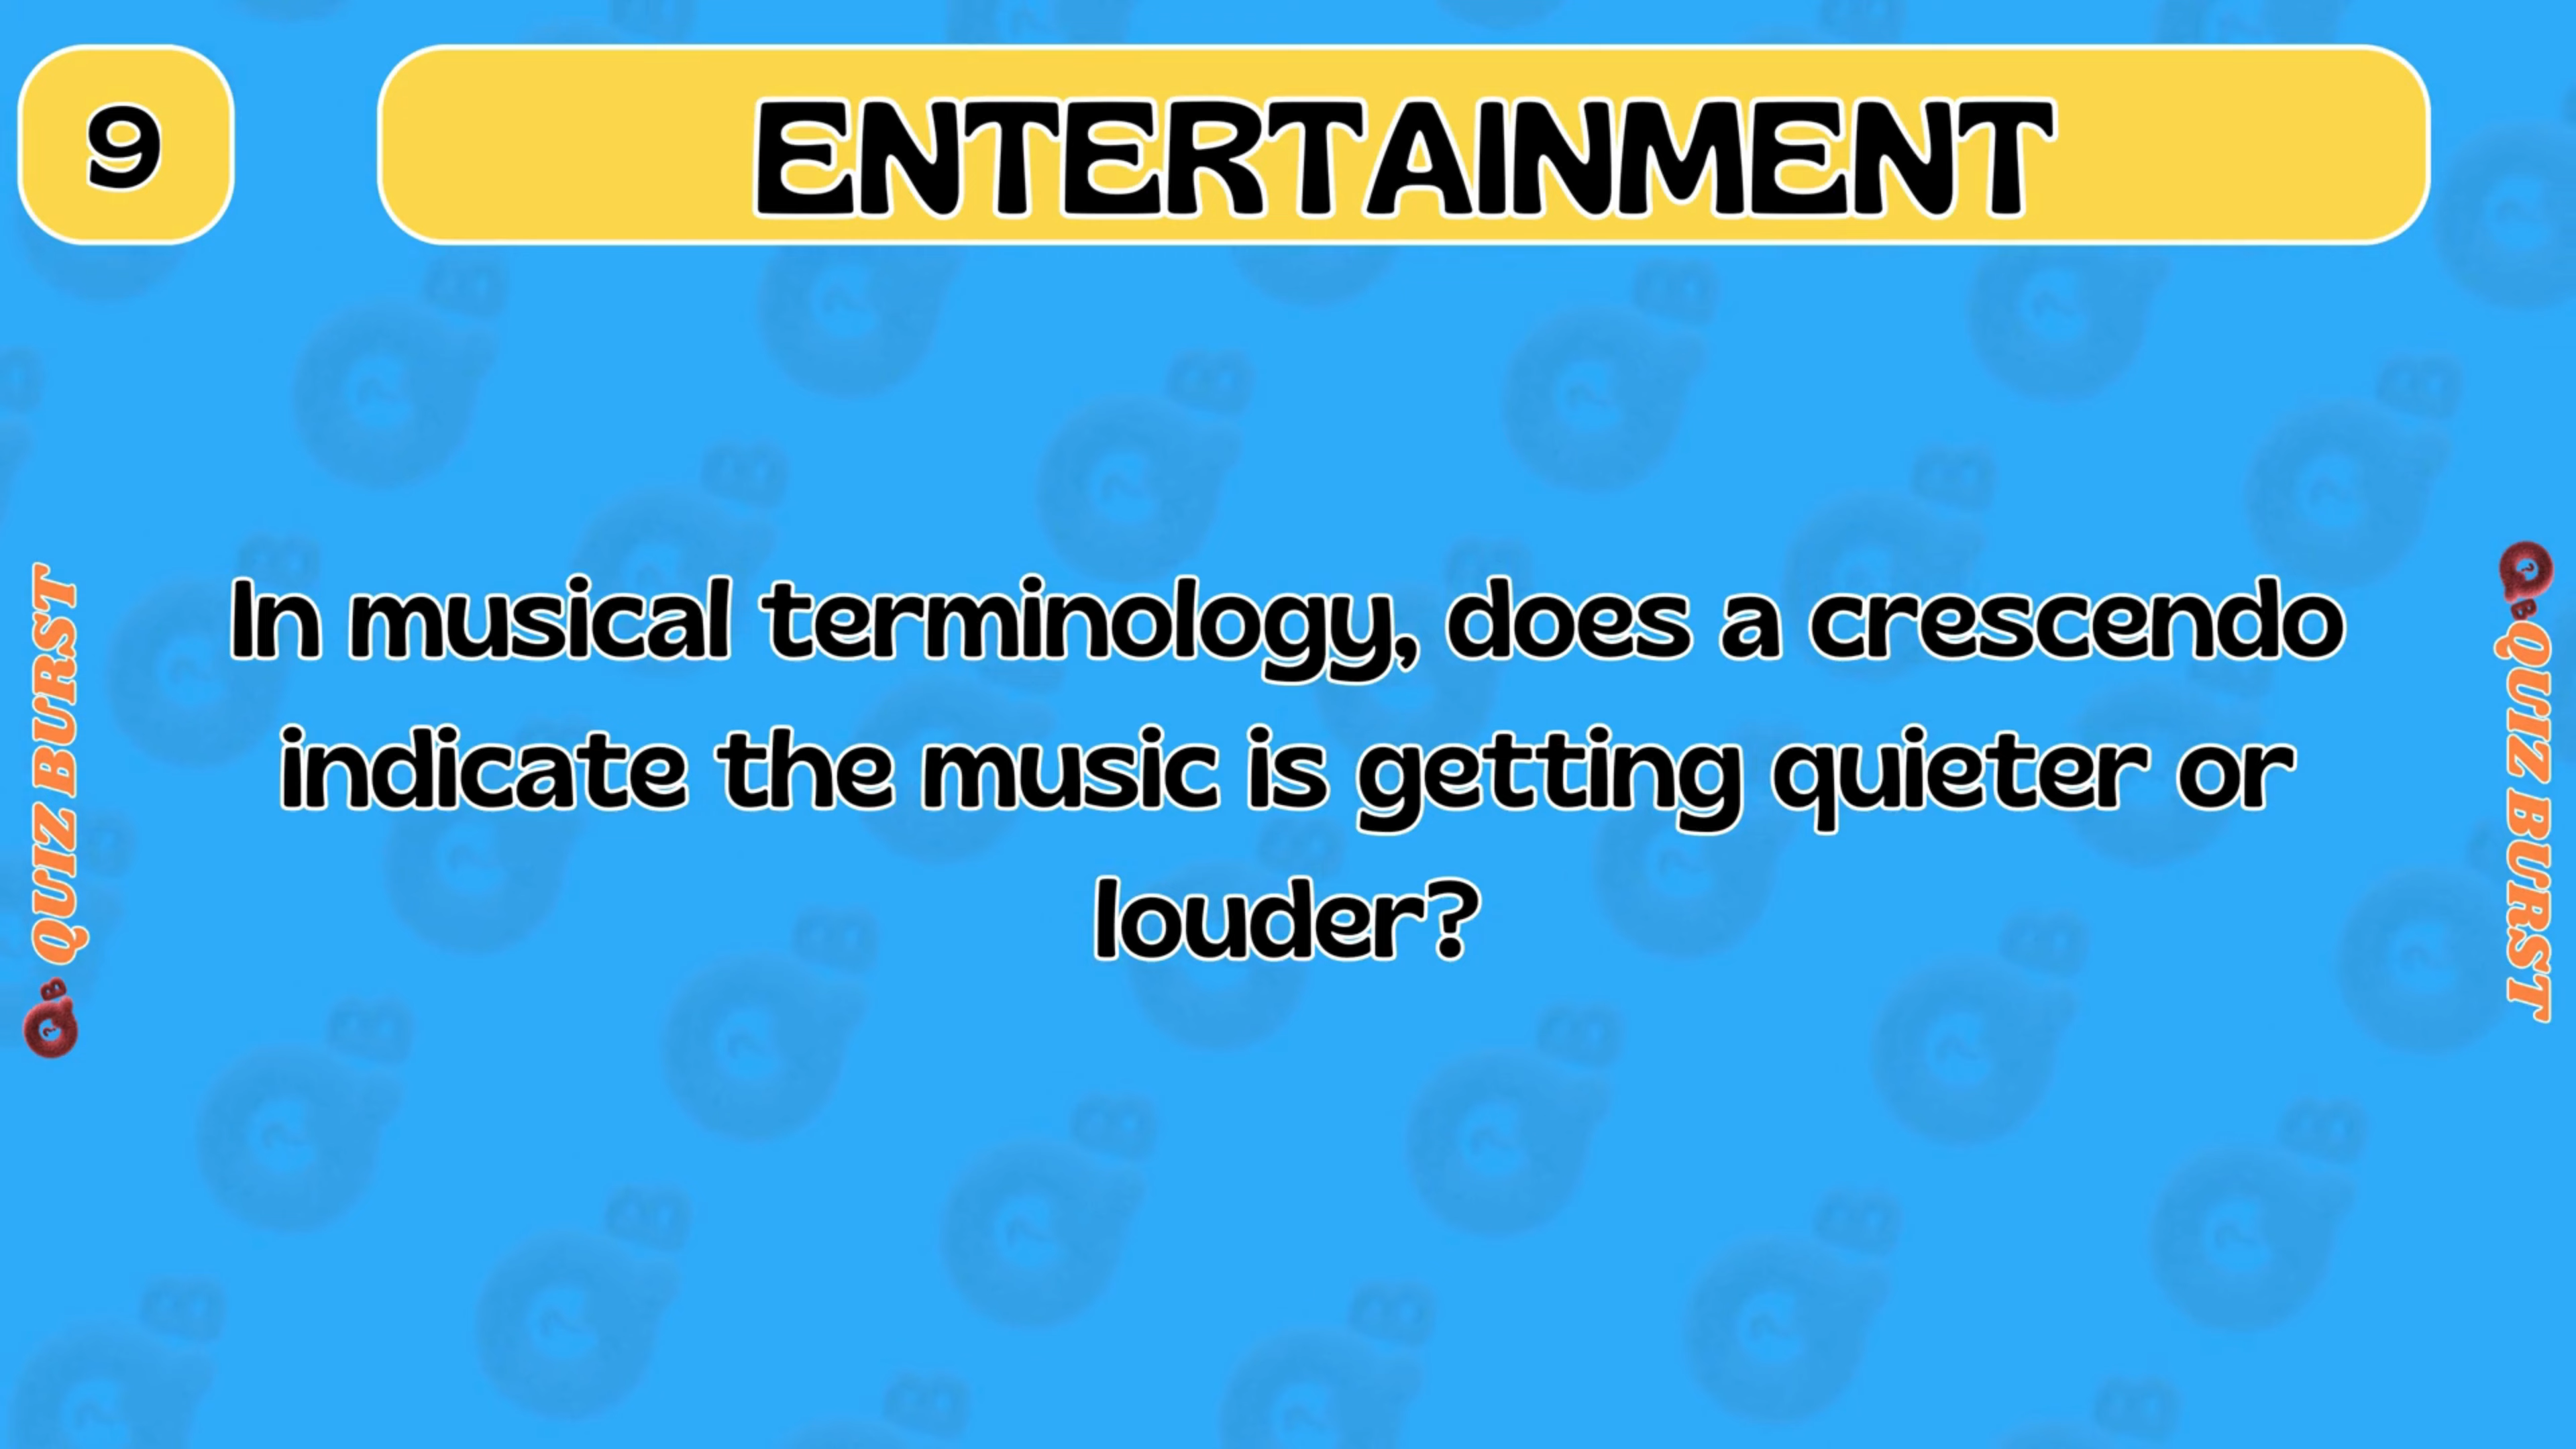 9
ENTERTAINMENT
In musical terminology, does a crescendo
indicate the music is getting quieter or
louder?
QUIZ BURST
QUIZ BURST